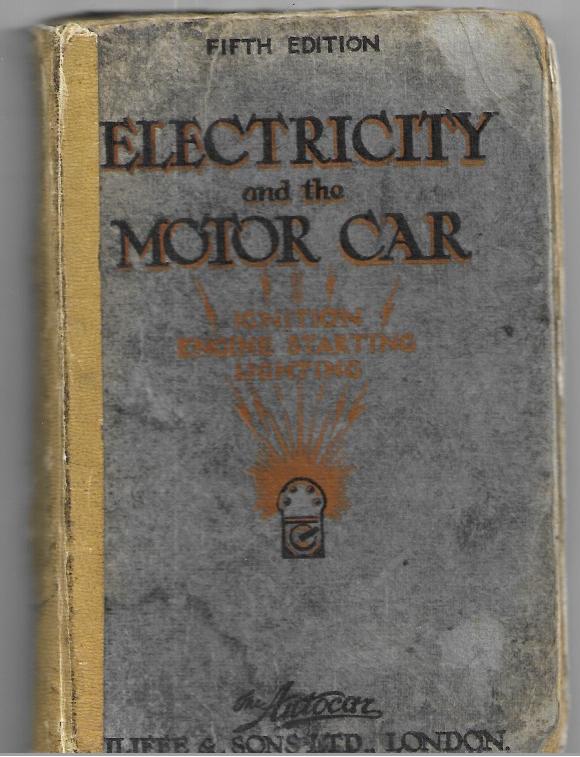 FIFTH EDITION
ELECTRICITY
and the
MOTOR CAR
IGNITION
ENGINE STARTING
LIGHTING
The Autocar
ILIFFE & SONS LTD., LONDON.